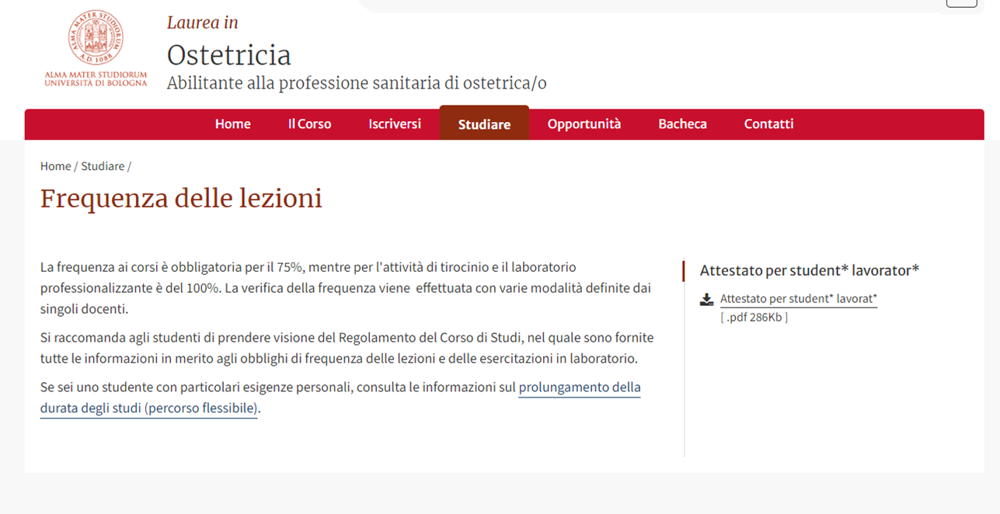 Laurea in
Ostetricia
Abilitante alla professione sanitaria di ostetrica/o
ALMA MATER STUDIORUM
A.D. 1088
ALMA MATER STUDIORUM
UNIVERSITÀ DI BOLOGNA
Home Il Corso Iscriversi Studiare Opportunità Bacheca Contatti
Home / Studiare /
Frequenza delle lezioni
La frequenza ai corsi è obbligatoria per il 75%, mentre per l'attività di tirocinio e il laboratorio
professionalizzante è del 100%. La verifica della frequenza viene effettuata con varie modalità definite dai
singoli docenti.
Si raccomanda agli studenti di prendere visione del Regolamento del Corso di Studi, nel quale sono fornite
tutte le informazioni in merito agli obblighi di frequenza delle lezioni e delle esercitazioni in laboratorio.
Se sei uno studente con particolari esigenze personali, consulta le informazioni sul prolungamento della
durata degli studi (percorso flessibile).
Attestato per student* lavorator*
Attestato per student* lavorat*
[ .pdf 286Kb ]